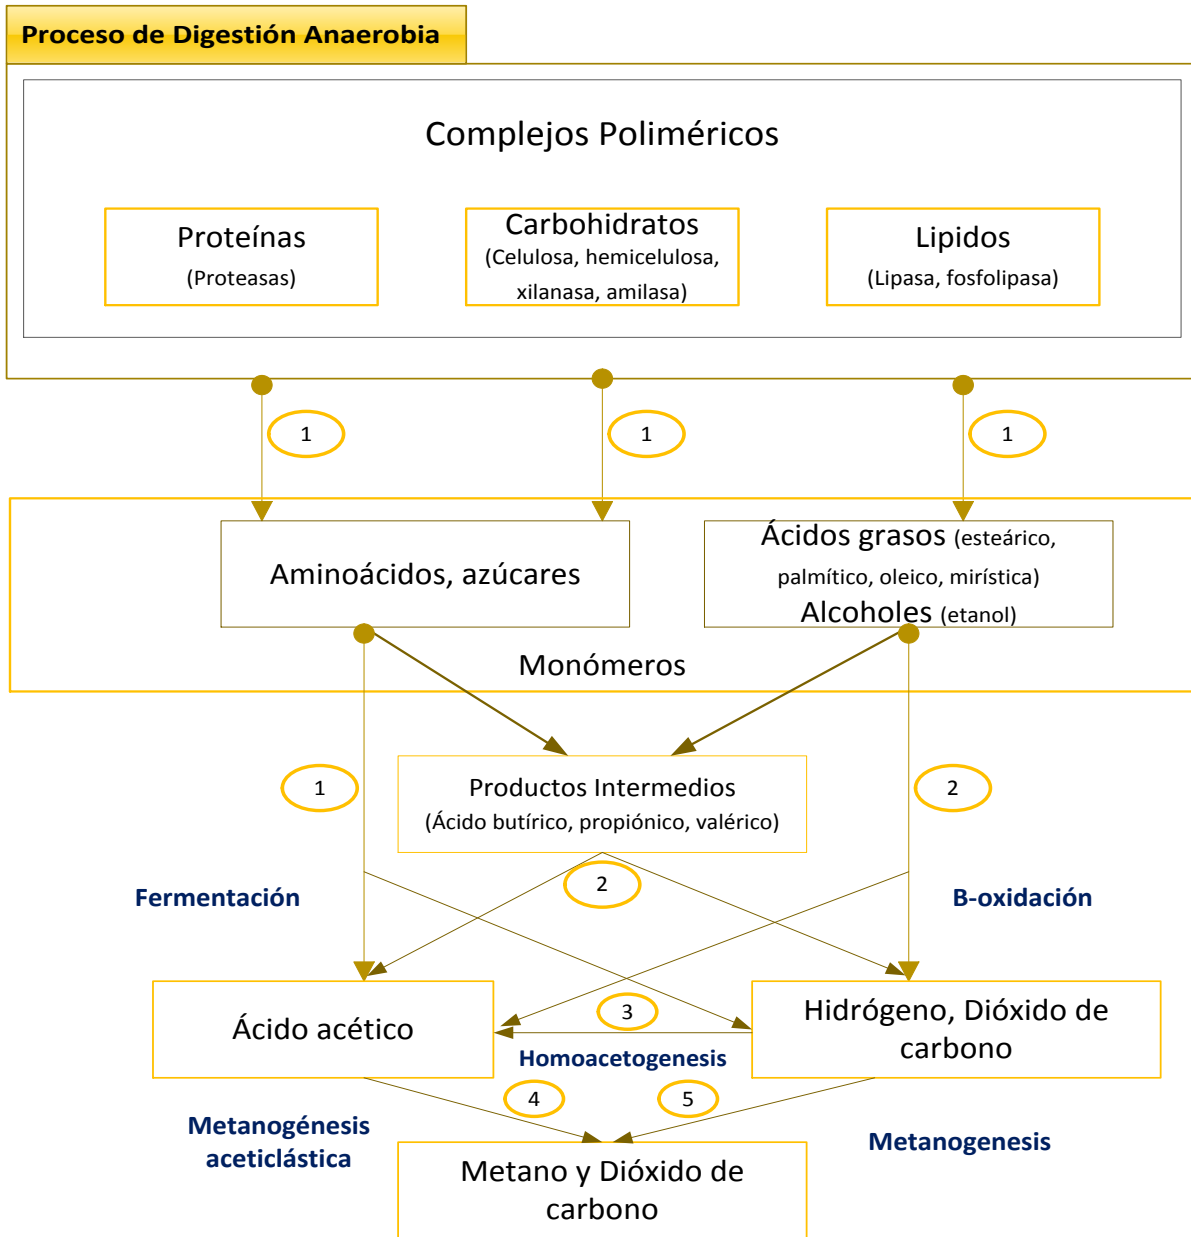 Proceso de Digestión Anaerobia
Complejos Poliméricos
Proteínas
(Proteasas)
Carbohidratos
(Celulosa, hemicelulosa,
xilanasa, amilasa)
Lipidos
(Lipasa, fosfolipasa)
1
1
1
Aminoácidos, azúcares
Ácidos grasos (esteárico,
palmítico, oleico, mirística)
Alcoholes (etanol)
Monómeros
1
Productos Intermedios
(Ácido butírico, propiónico, valérico)
2
2
Fermentación
B-oxidación
Ácido acético
3
Homoacetogenesis
Hidrógeno, Dióxido de
carbono
4
5
Metanogénesis
aceticlástica
Metanogenesis
Metano y Dióxido de
carbono